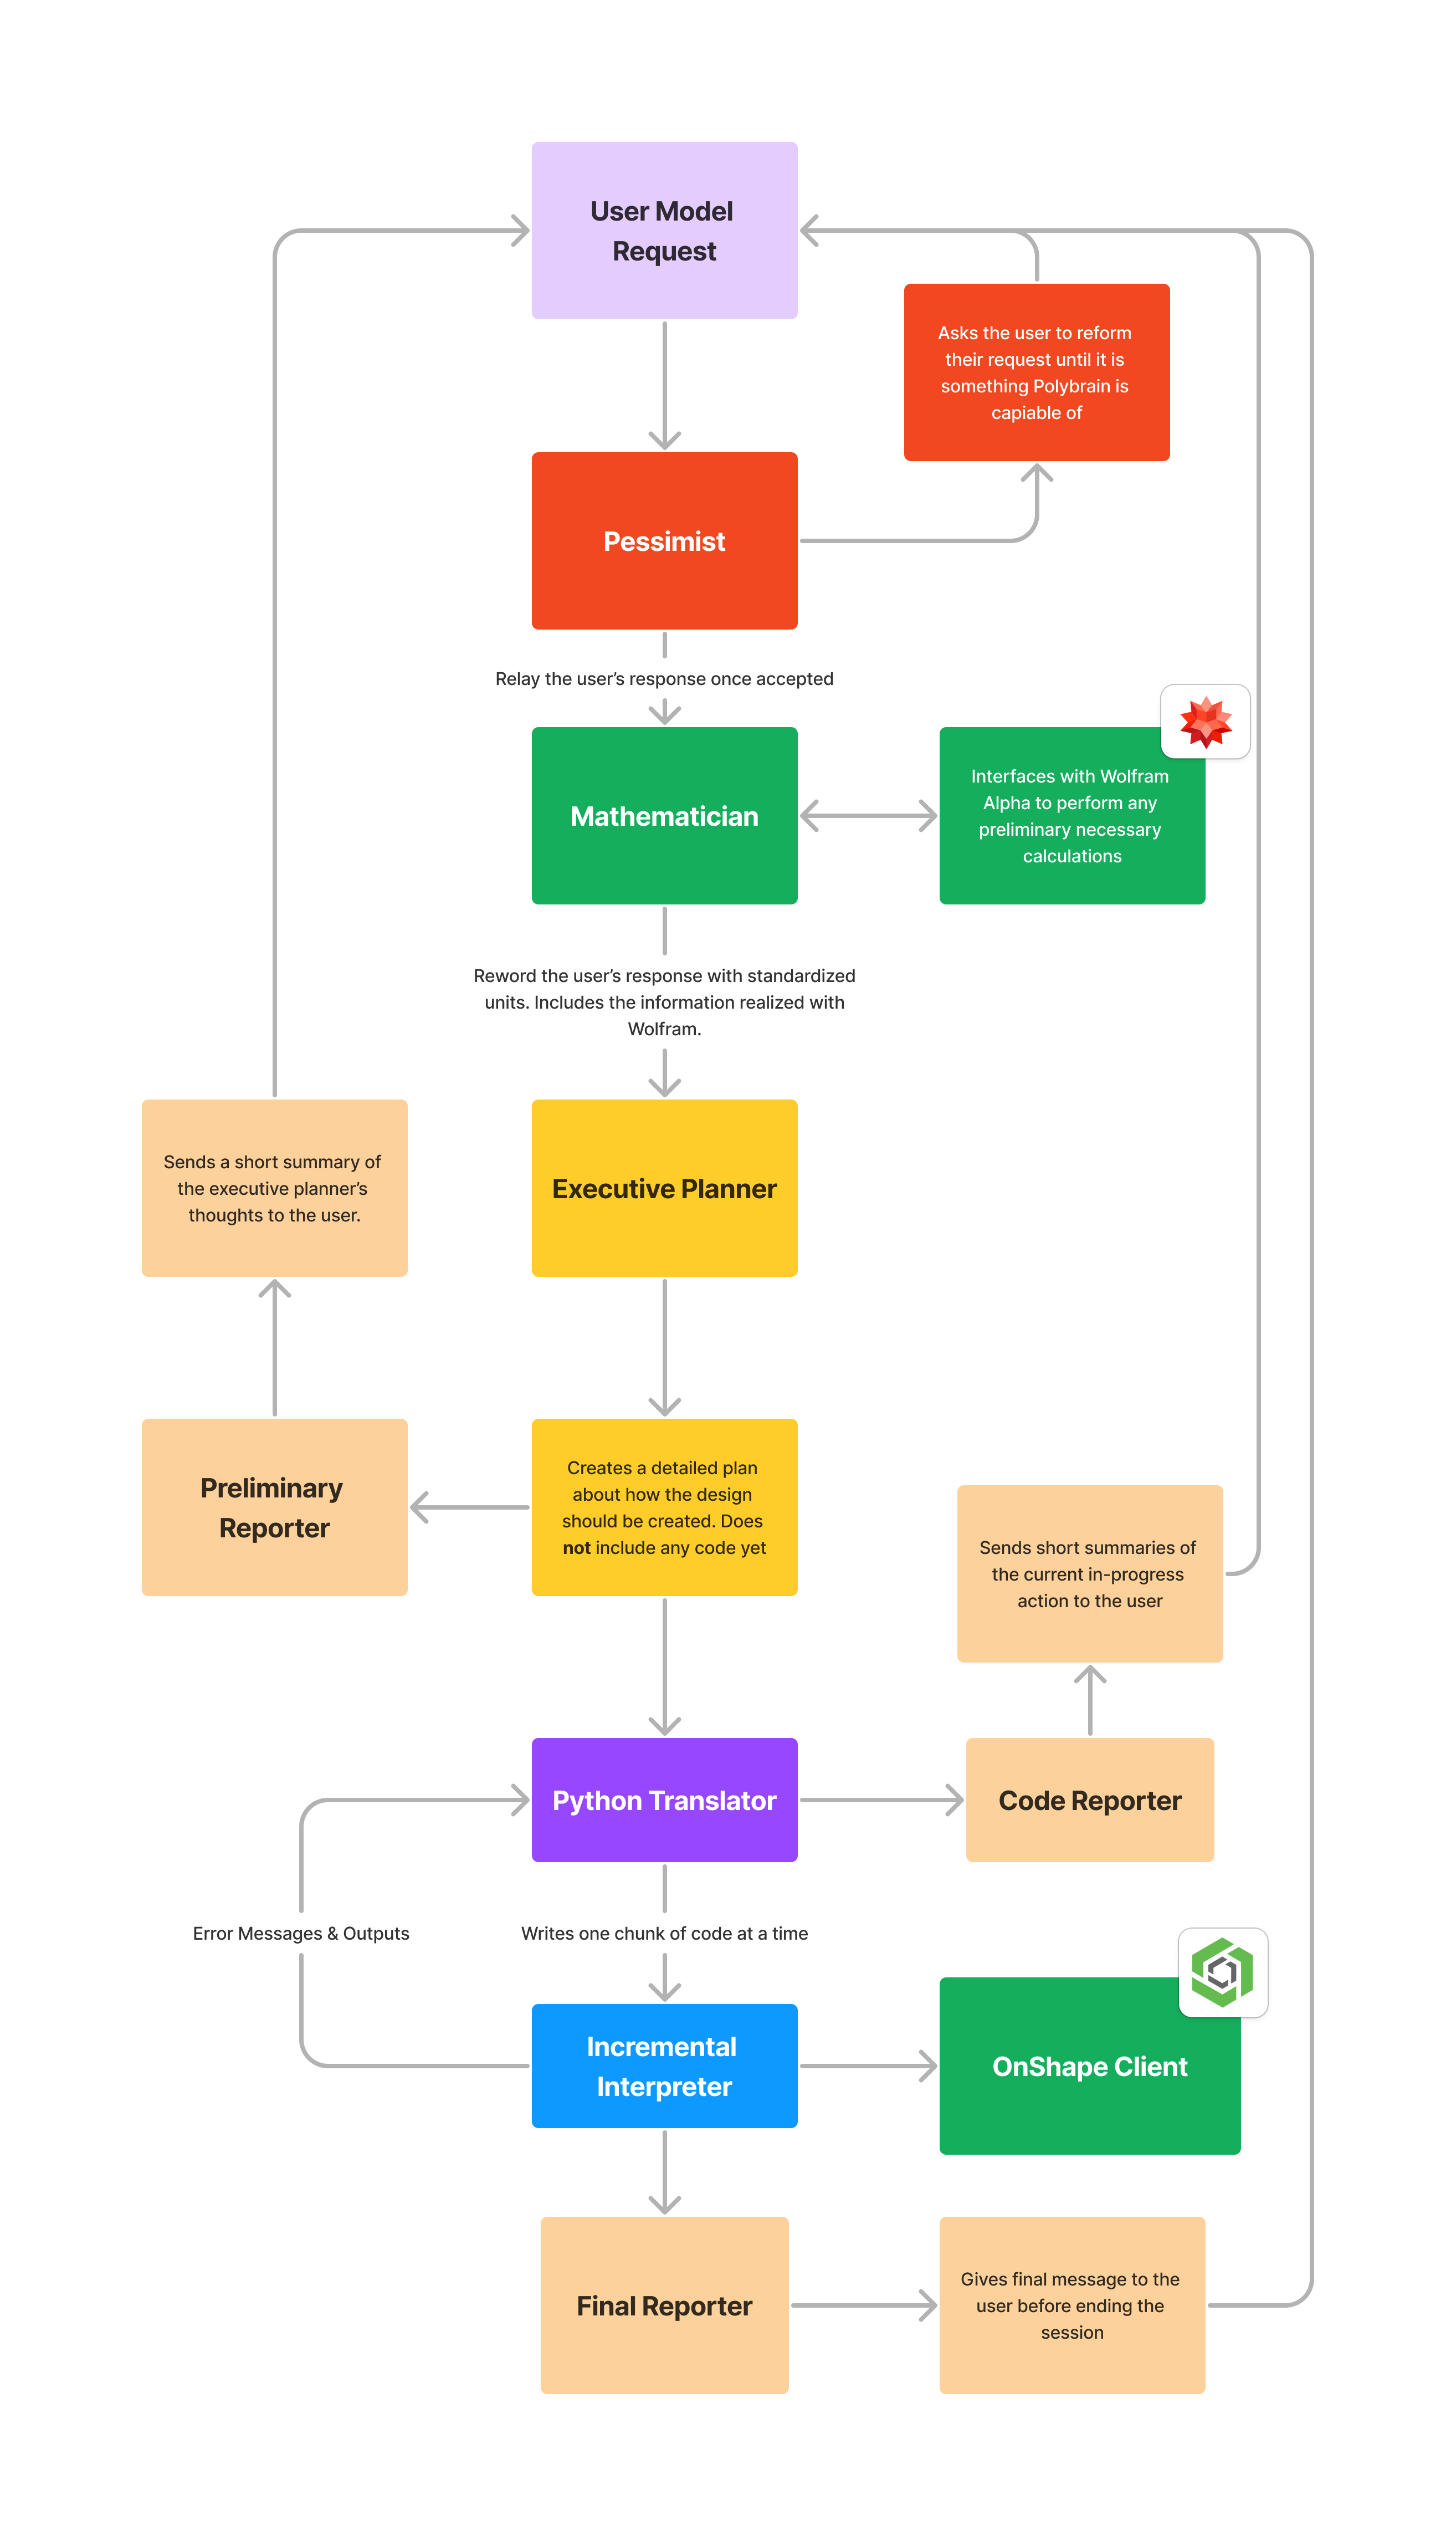 User Model
Request
Asks the user to reform
their request until it is
something Polybrain is
capiable of
Pessimist
Relay the user’s response once accepted
Mathematician
Interfaces with Wolfram
Alpha to perform any
preliminary necessary
calculations
Reword the user’s response with standardized
units. Includes the information realized with
Wolfram.
Sends a short summary of
the executive planner’s
thoughts to the user.
Executive Planner
Preliminary
Reporter
Creates a detailed plan
about how the design
should be created. Does
not include any code yet
Sends short summaries of
the current in-progress
action to the user
Python Translator
Code Reporter
Error Messages & Outputs
Writes one chunk of code at a time
Incremental
Interpreter
OnShape Client
Final Reporter
Gives final message to the
user before ending the
session